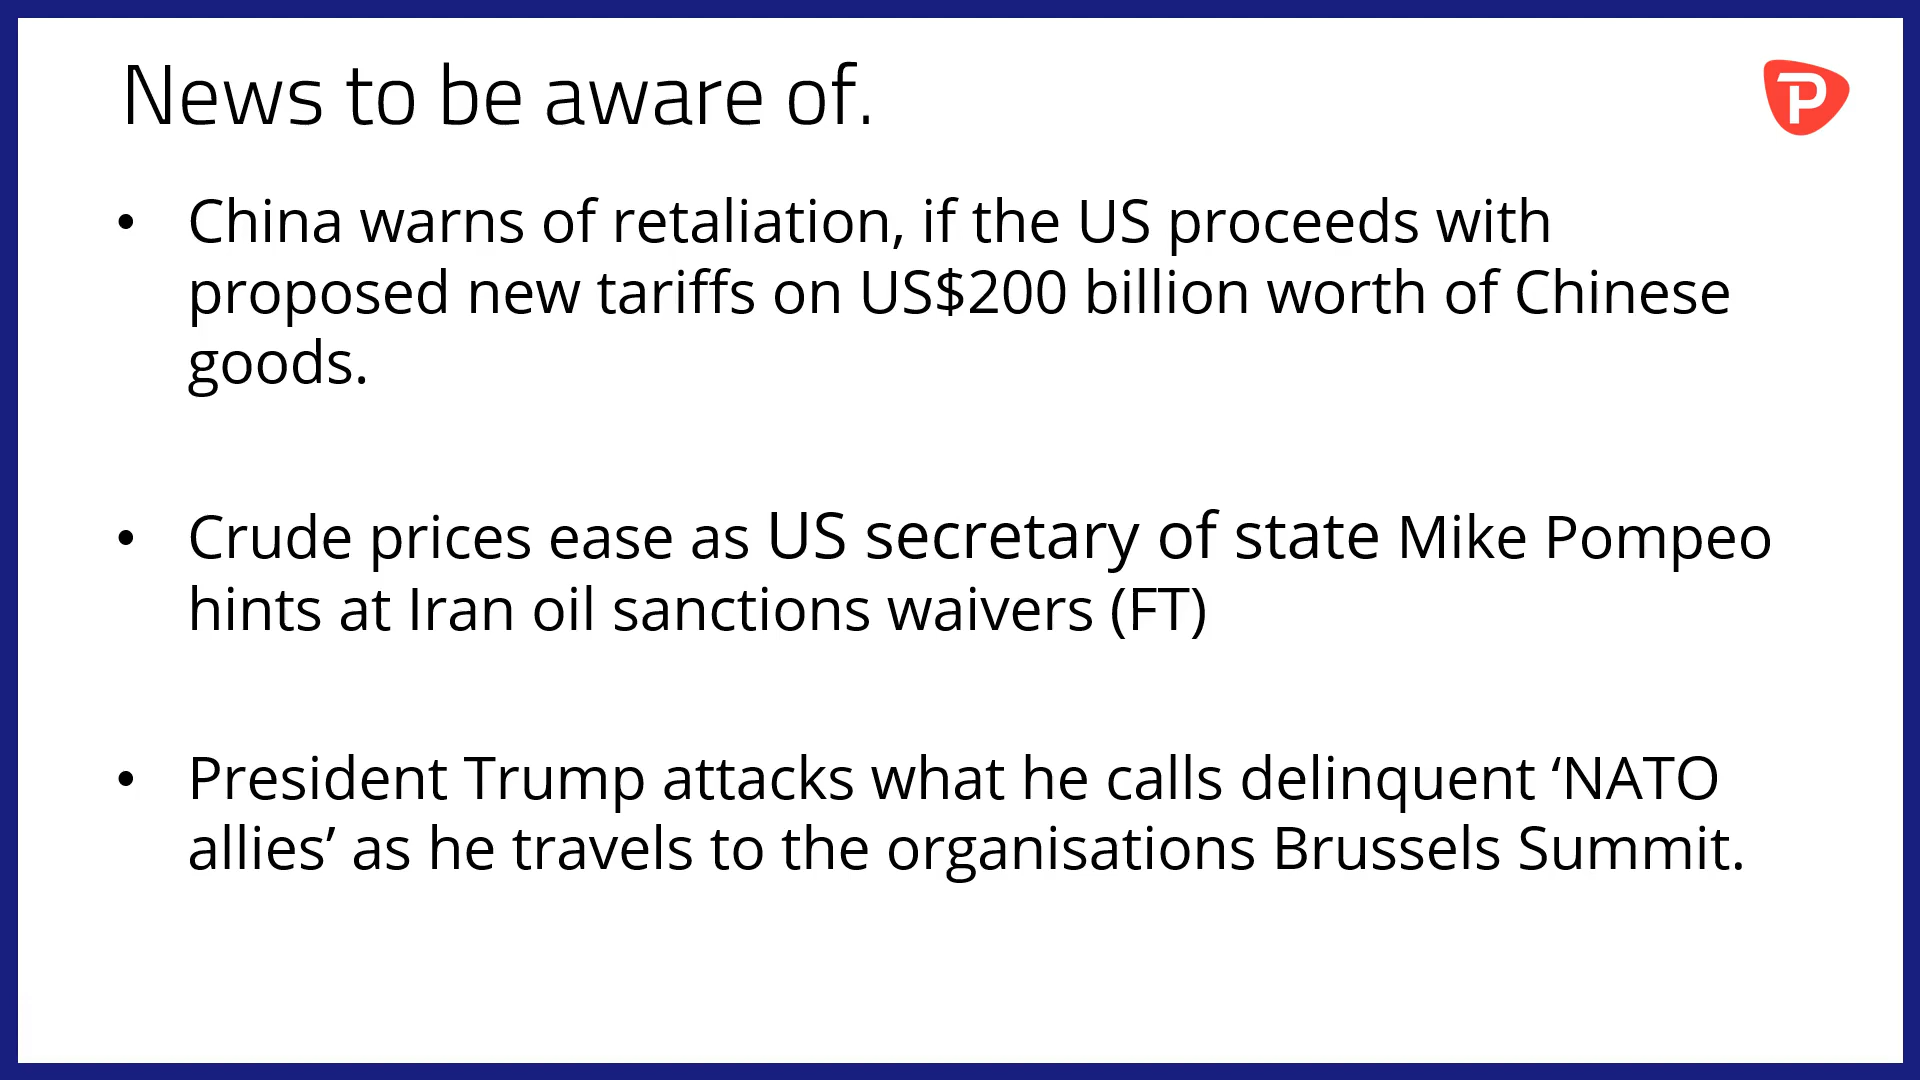 News to be aware of.
• China warns of retaliation, if the US proceeds with
proposed new tariffs on US$200 billion worth of Chinese
goods.
• Crude prices ease as US secretary of state Mike Pompeo
hints at Iran oil sanctions waivers (FT)
• President Trump attacks what he calls delinquent ‘NATO
allies’ as he travels to the organisations Brussels Summit.
P